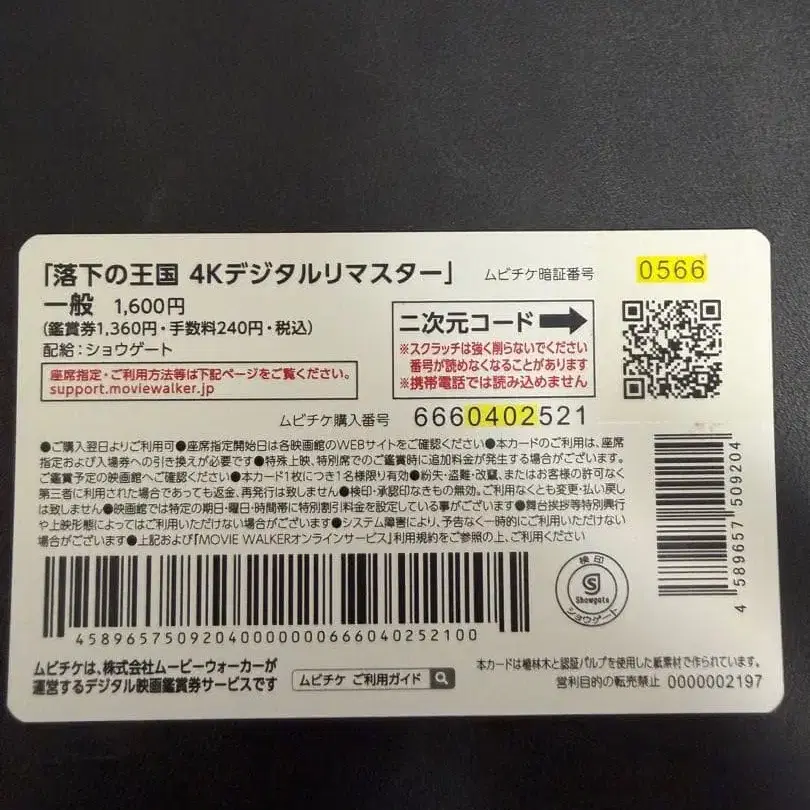 「落下の王国 4Kデジタルリマスター」
一般 1,600円
(鑑賞券1,360円・手数料240円・税込)
配給:ショウゲート
座席指定・ご利用方法等は下記ページをご覧ください。
support.moviewalker.jp
ムビチケ暗証番号 0566
二次元コード
※スクラッチは強く削らないでください
番号が読めなくなることがあります
※携帯電話では読み込めません
ムビチケ購入番号 6660402521
●ご購入翌日よりご利用可●座席指定開始日は各映画館のWEBサイトをご確認ください●本カードのご利用は、座席
指定および入場券への引き換えが必要です●特殊上映、特別席でのご鑑賞時に追加料金が発生する場合がございます。
ご鑑賞予定の映画館へご確認ください●本カード1枚につき1名様限り有効●紛失・盗難・改竄、またはお客様の許可なく
第三者に利用された場合であっても返金、再発行は致しません●検印・承認印なきもの無効。ご利用なくとも変更・払い戻し
は致しません●映画館では特定の期日・曜日・時間帯に特別割引料金を設定している事がございます●舞台挨拶等特別興行
や上映形態によってはご利用いただけない場合がございます●システム障害により、予告なく一時的にご利用いただけない
場合がございます●上記および「MOVIE WALKERオンラインサービス」利用規約をご参照の上、ご利用ください
4589657509204000000066604025 2100
4 589657 509204
検印
Showgate
ショウゲート
ムビチケは、株式会社ムービーウォーカーが
運営するデジタル映画鑑賞券サービスです
ムビチケ ご利用ガイド
本カードは植林木と認証パルプを使用した紙素材で作られています。
営利目的の転売禁止 0000002197